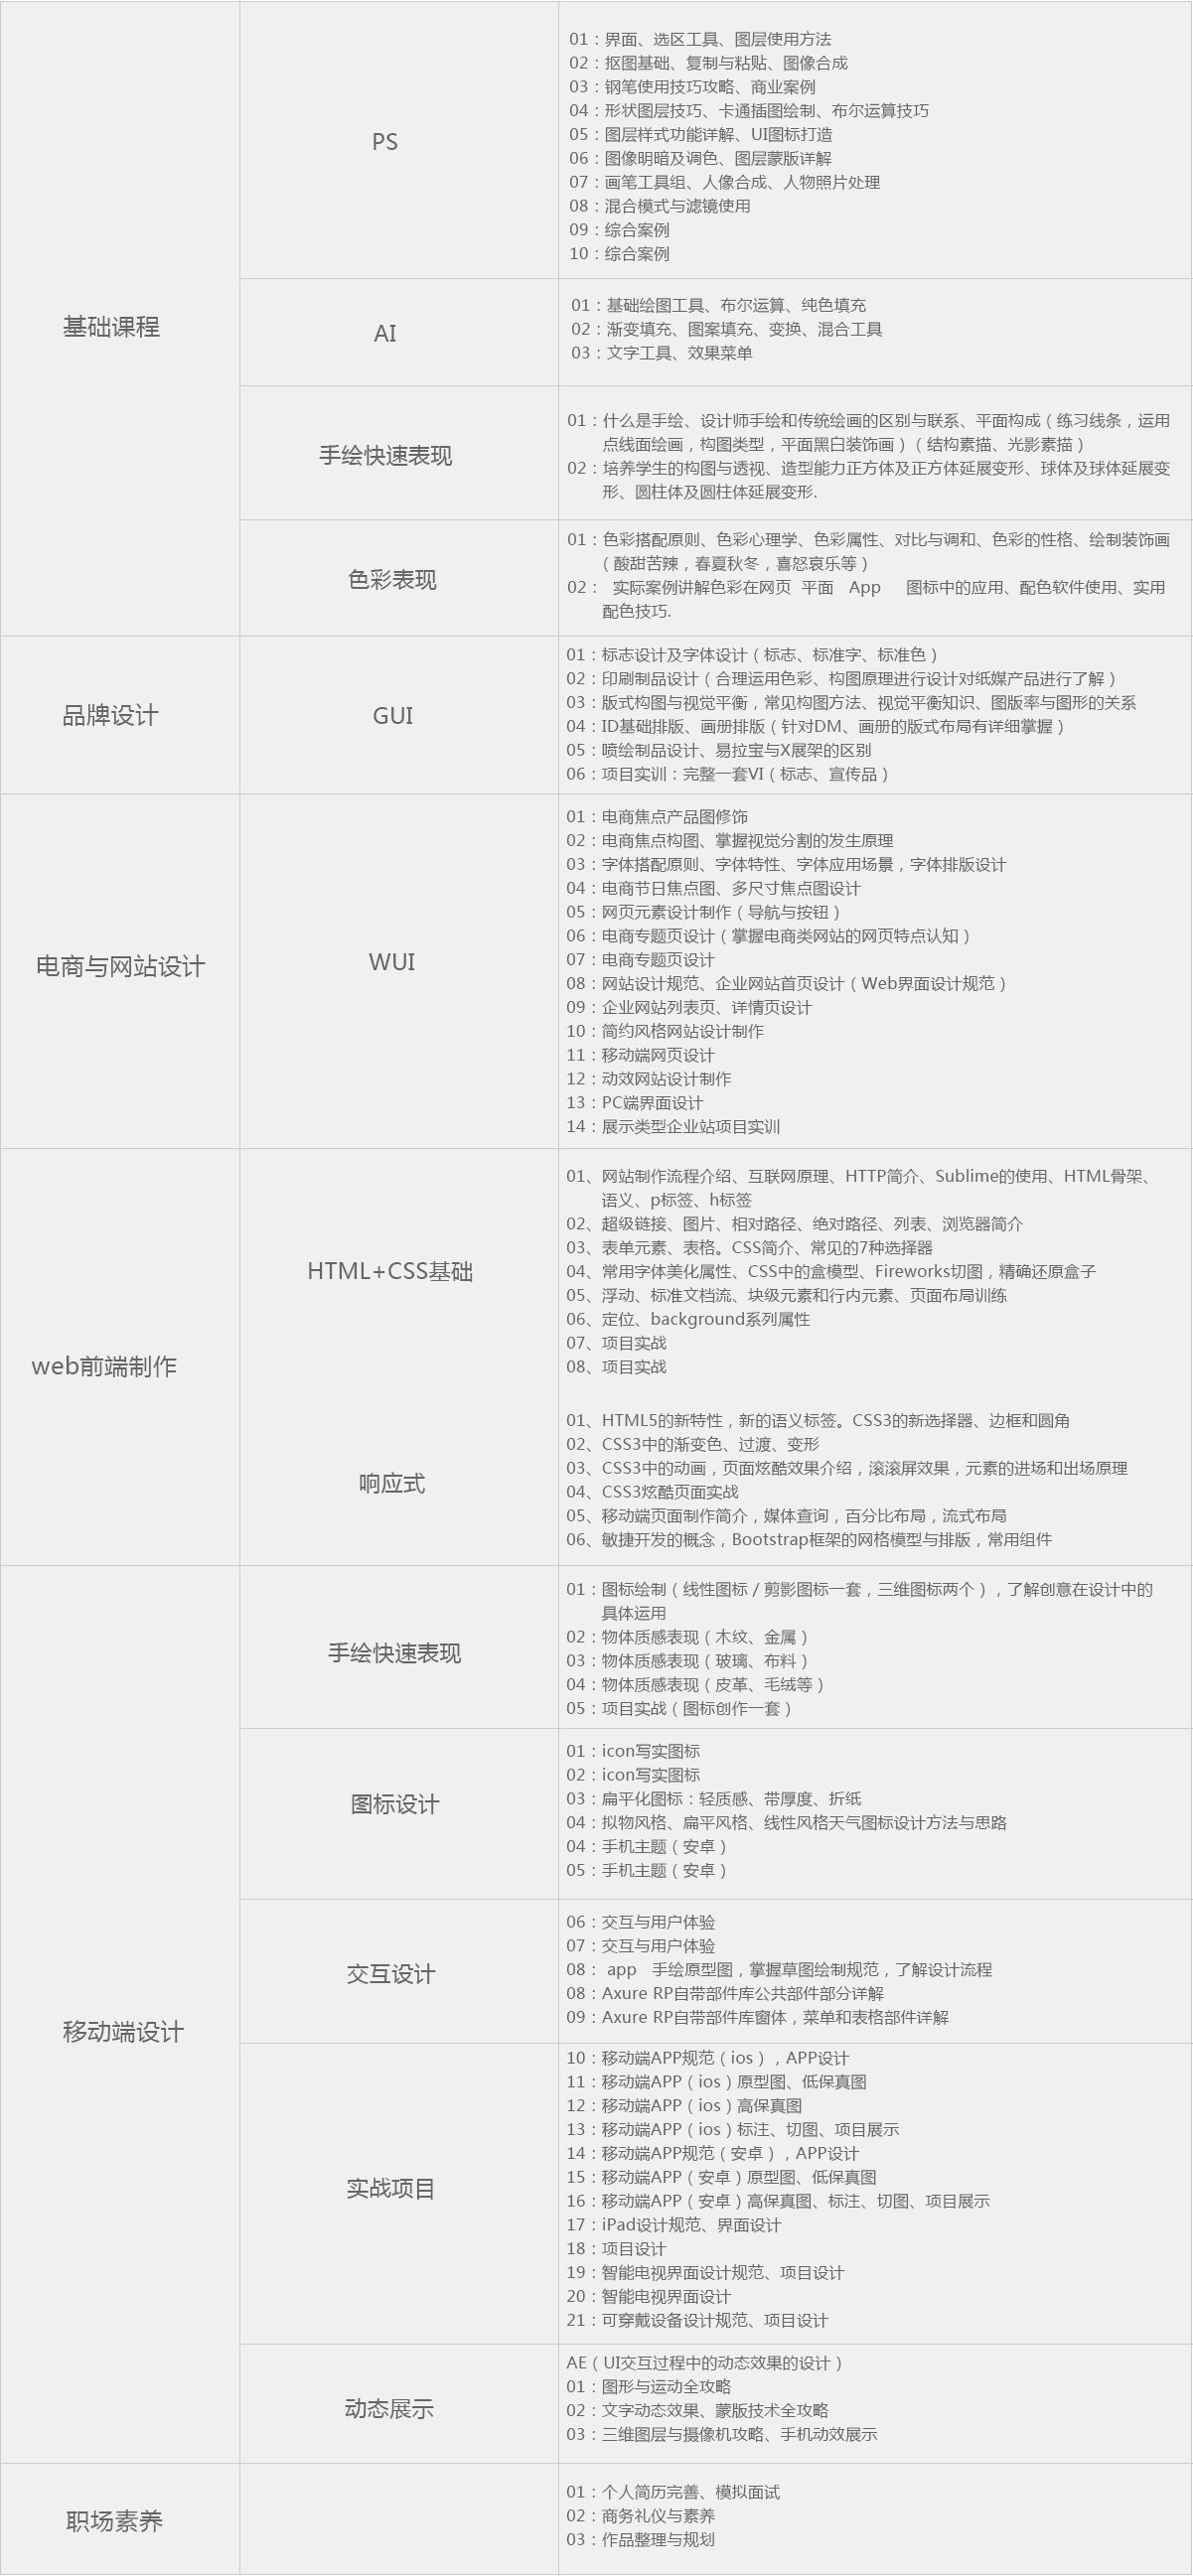 基础课程
PS
01：界面、选区工具、图层使用方法
02：抠图基础、复制与粘贴、图像合成
03：钢笔使用技巧攻略、商业案例
04：形状图层技巧、卡通插图绘制、布尔运算技巧
05：图层样式功能详解、UI图标打造
06：图像明暗及调色、图层蒙版详解
07：画笔工具组、人像合成、人物照片处理
08：混合模式与滤镜使用
09：综合案例
10：综合案例
AI
01：基础绘图工具、布尔运算、纯色填充
02：渐变填充、图案填充、变换、混合工具
03：文字工具、效果菜单
手绘快速表现
01：什么是手绘、设计师手绘和传统绘画的区别与联系、平面构成（练习线条，运用
点线面绘画，构图类型，平面黑白装饰画）（结构素描、光影素描）
02：培养学生的构图与透视、造型能力正方体及正方体延展变形、球体及球体延展变
形、圆柱体及圆柱体延展变形.
色彩表现
01：色彩搭配原则、色彩心理学、色彩属性、对比与调和、色彩的性格、绘制装饰画
（酸甜苦辣，春夏秋冬，喜怒哀乐等）
02： 实际案例讲解色彩在网页 平面 App 图标中的应用、配色软件使用、实用
配色技巧.
品牌设计
GUI
01：标志设计及字体设计（标志、标准字、标准色）
02：印刷制品设计（合理运用色彩、构图原理进行设计对纸媒产品进行了解）
03：版式构图与视觉平衡，常见构图方法、视觉平衡知识、图版率与图形的关系
04：ID基础排版、画册排版（针对DM、画册的版式布局有详细掌握）
05：喷绘制品设计、易拉宝与X展架的区别
06：项目实训：完整一套VI（标志、宣传品）
电商与网站设计
WUI
01：电商焦点产品图修饰
02：电商焦点构图、掌握视觉分割的发生原理
03：字体搭配原则、字体特性、字体应用场景，字体排版设计
04：电商节日焦点图、多尺寸焦点图设计
05：网页元素设计制作（导航与按钮）
06：电商专题页设计（掌握电商类网站的网页特点认知）
07：电商专题页设计
08：网站设计规范、企业网站首页设计（Web界面设计规范）
09：企业网站列表页、详情页设计
10：简约风格网站设计制作
11：移动端网页设计
12：动效网站设计制作
13：PC端界面设计
14：展示类型企业站项目实训
web前端制作
HTML+CSS基础
01、网站制作流程介绍、互联网原理、HTTP简介、Sublime的使用、HTML骨架、
语义、p标签、h标签
02、超级链接、图片、相对路径、绝对路径、列表、浏览器简介
03、表单元素、表格。CSS简介、常见的7种选择器
04、常用字体美化属性、CSS中的盒模型、Fireworks切图，精确还原盒子
05、浮动、标准文档流、块级元素和行内元素、页面布局训练
06、定位、background系列属性
07、项目实战
08、项目实战
响应式
01、HTML5的新特性，新的语义标签。CSS3的新选择器、边框和圆角
02、CSS3中的渐变色、过渡、变形
03、CSS3中的动画，页面炫酷效果介绍，滚滚屏效果，元素的进场和出场原理
04、CSS3炫酷页面实战
05、移动端页面制作简介，媒体查询，百分比布局，流式布局
06、敏捷开发的概念，Bootstrap框架的网格模型与排版，常用组件
移动端设计
手绘快速表现
01：图标绘制（线性图标 / 剪影图标一套，三维图标两个），了解创意在设计中的
具体运用
02：物体质感表现（木纹、金属）
03：物体质感表现（玻璃、布料）
04：物体质感表现（皮革、毛绒等）
05：项目实战（图标创作一套）
图标设计
01：icon写实图标
02：icon写实图标
03：扁平化图标：轻质感、带厚度、折纸
04：拟物风格、扁平风格、线性风格天气图标设计方法与思路
04：手机主题（安卓）
05：手机主题（安卓）
交互设计
06：交互与用户体验
07：交互与用户体验
08： app 手绘原型图，掌握草图绘制规范，了解设计流程
08：Axure RP自带部件库公共部件部分详解
09：Axure RP自带部件库窗体，菜单和表格部件详解
实战项目
10：移动端APP规范（ios），APP设计
11：移动端APP（ios）原型图、低保真图
12：移动端APP（ios）高保真图
13：移动端APP（ios）标注、切图、项目展示
14：移动端APP规范（安卓），APP设计
15：移动端APP（安卓）原型图、低保真图
16：移动端APP（安卓）高保真图、标注、切图、项目展示
17：iPad设计规范、界面设计
18：项目设计
19：智能电视界面设计规范、项目设计
20：智能电视界面设计
21：可穿戴设备设计规范、项目设计
动态展示
AE（UI交互过程中的动态效果的设计）
01：图形与运动全攻略
02：文字动态效果、蒙版技术全攻略
03：三维图层与摄像机攻略、手机动效展示
职场素养
01：个人简历完善、模拟面试
02：商务礼仪与素养
03：作品整理与规划